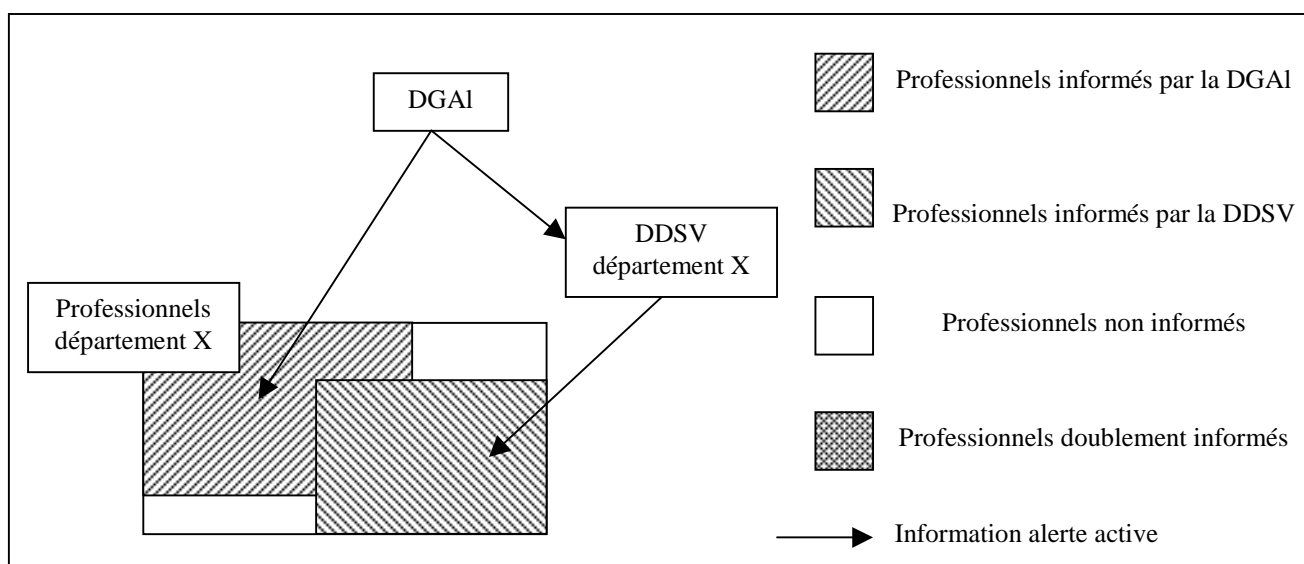 DGAl
DDSV
département X
Professionnels
département X
Professionnels informés par la DGAl
Professionnels informés par la DDSV
Professionnels non informés
Professionnels doublement informés
Information alerte active